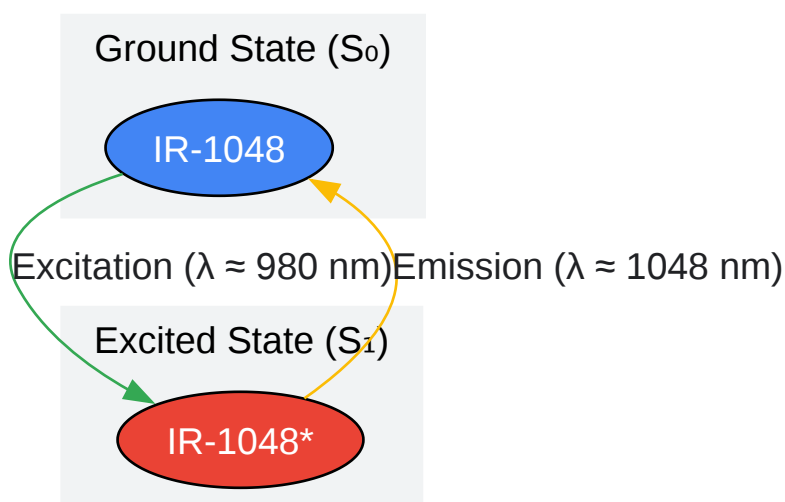 Ground State (S₀)
IR-1048
Excitation (λ ≈ 980 nm)
Emission (λ ≈ 1048 nm)
Excited State (S₁)
IR-1048*